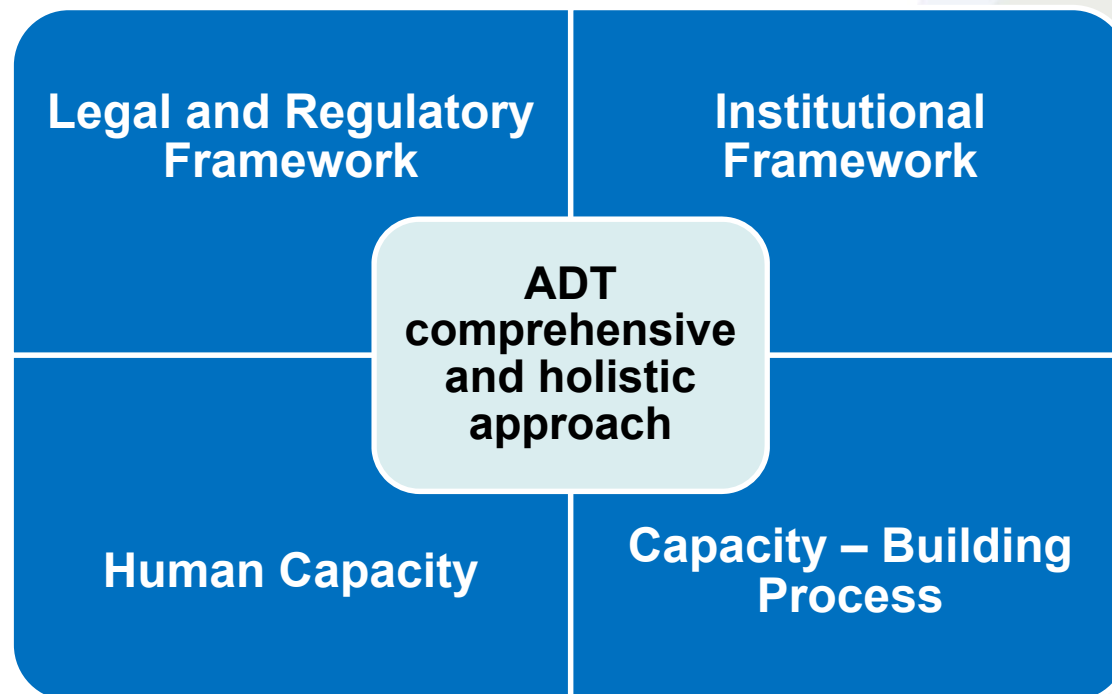 Legal and Regulatory
Framework
Institutional
Framework
ADT
comprehensive
and holistic
approach
Human Capacity
Capacity – Building
Process